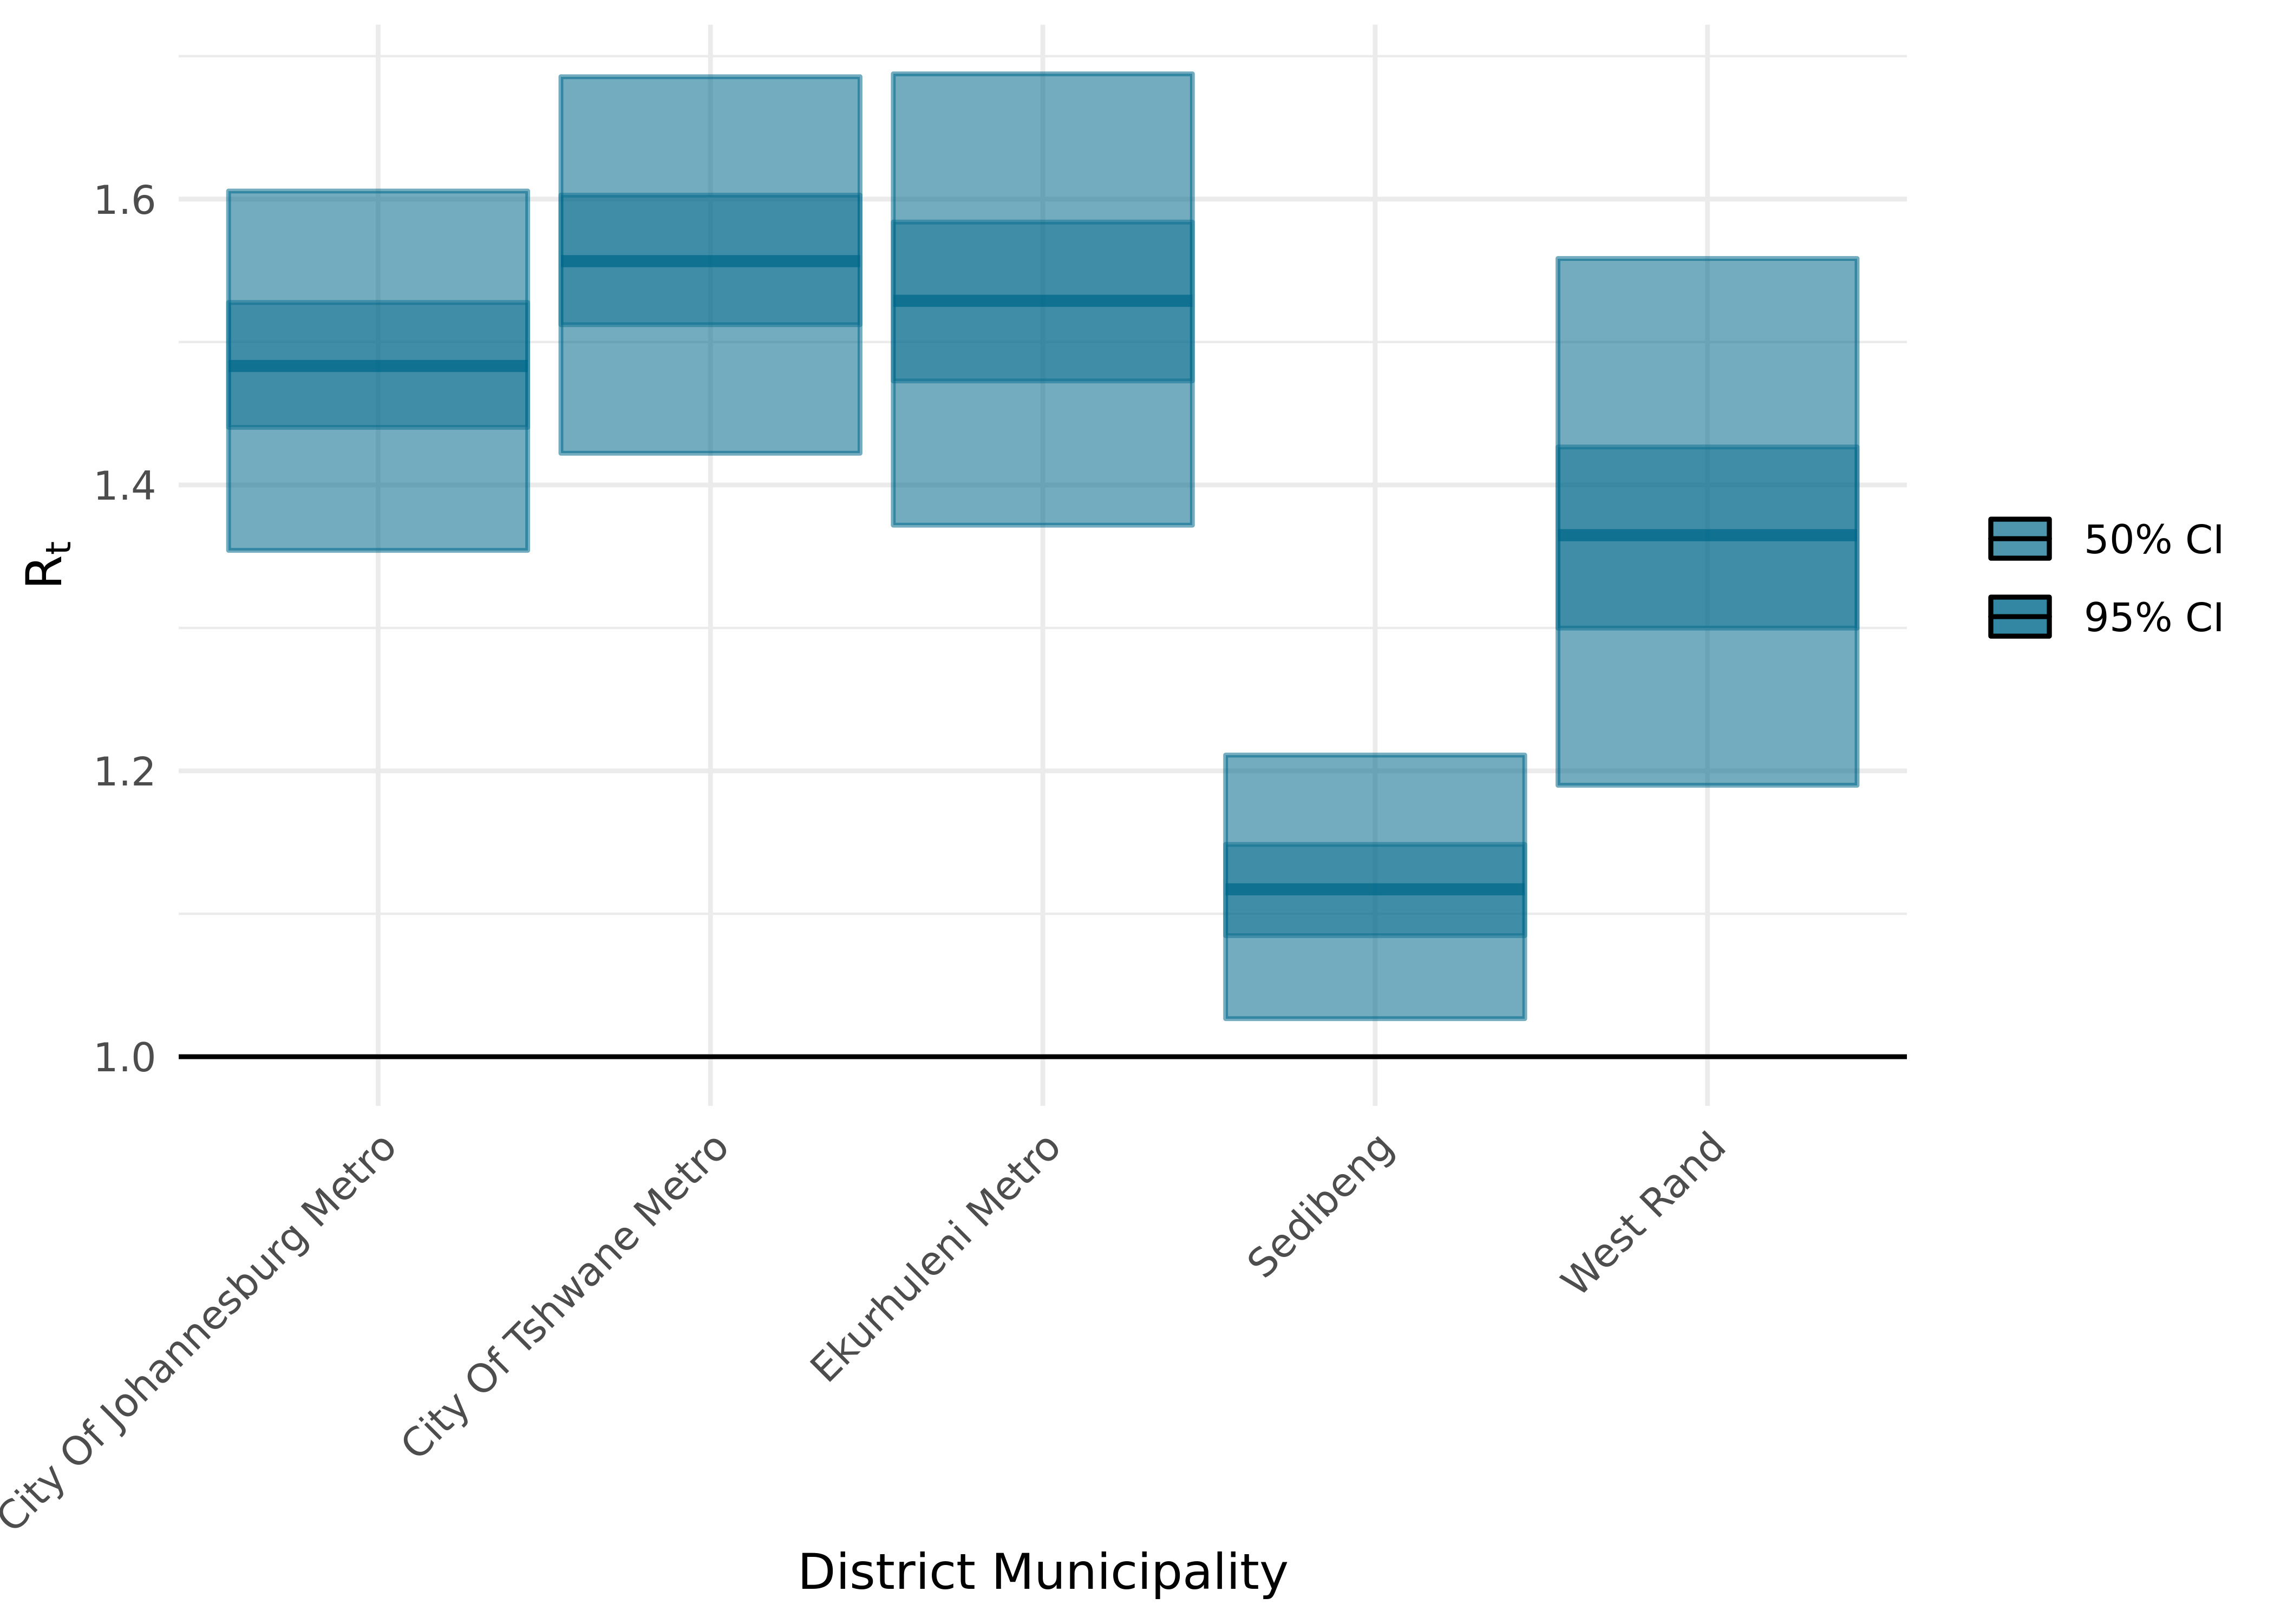 1.6
1.4
1.2
1.0
Rt
City Of Johannesburg Metro
City Of Tshwane Metro
Ekurhuleni Metro
Sedibeng
West Rand
District Municipality
50% CI
95% CI